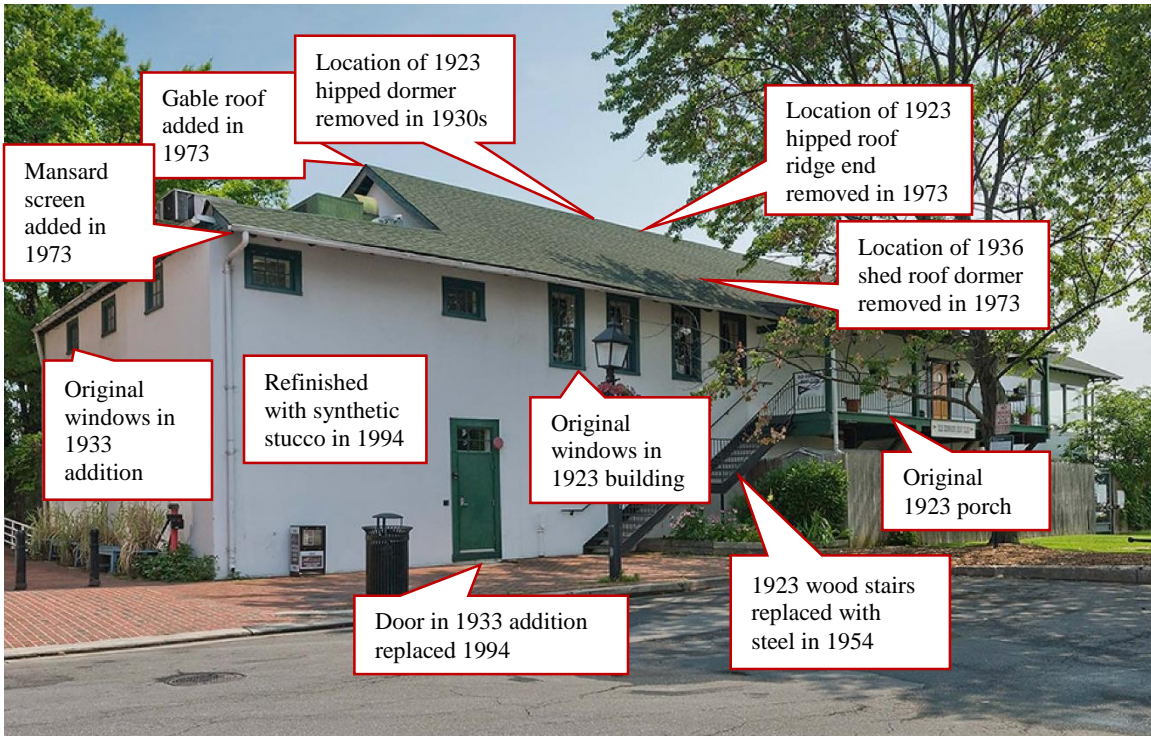 Location of 1923
hipped dormer
removed in 1930s
Gable roof
added in
1973
Location of 1923
hipped roof
ridge end
removed in 1973
Mansard
screen
added in
1973
Location of 1936
shed roof dormer
removed in 1973
Original
windows in
1933
addition
Refinished
with synthetic
stucco in 1994
Original
windows in
1923 building
Original
1923 porch
Door in 1933 addition
replaced 1994
1923 wood stairs
replaced with
steel in 1954